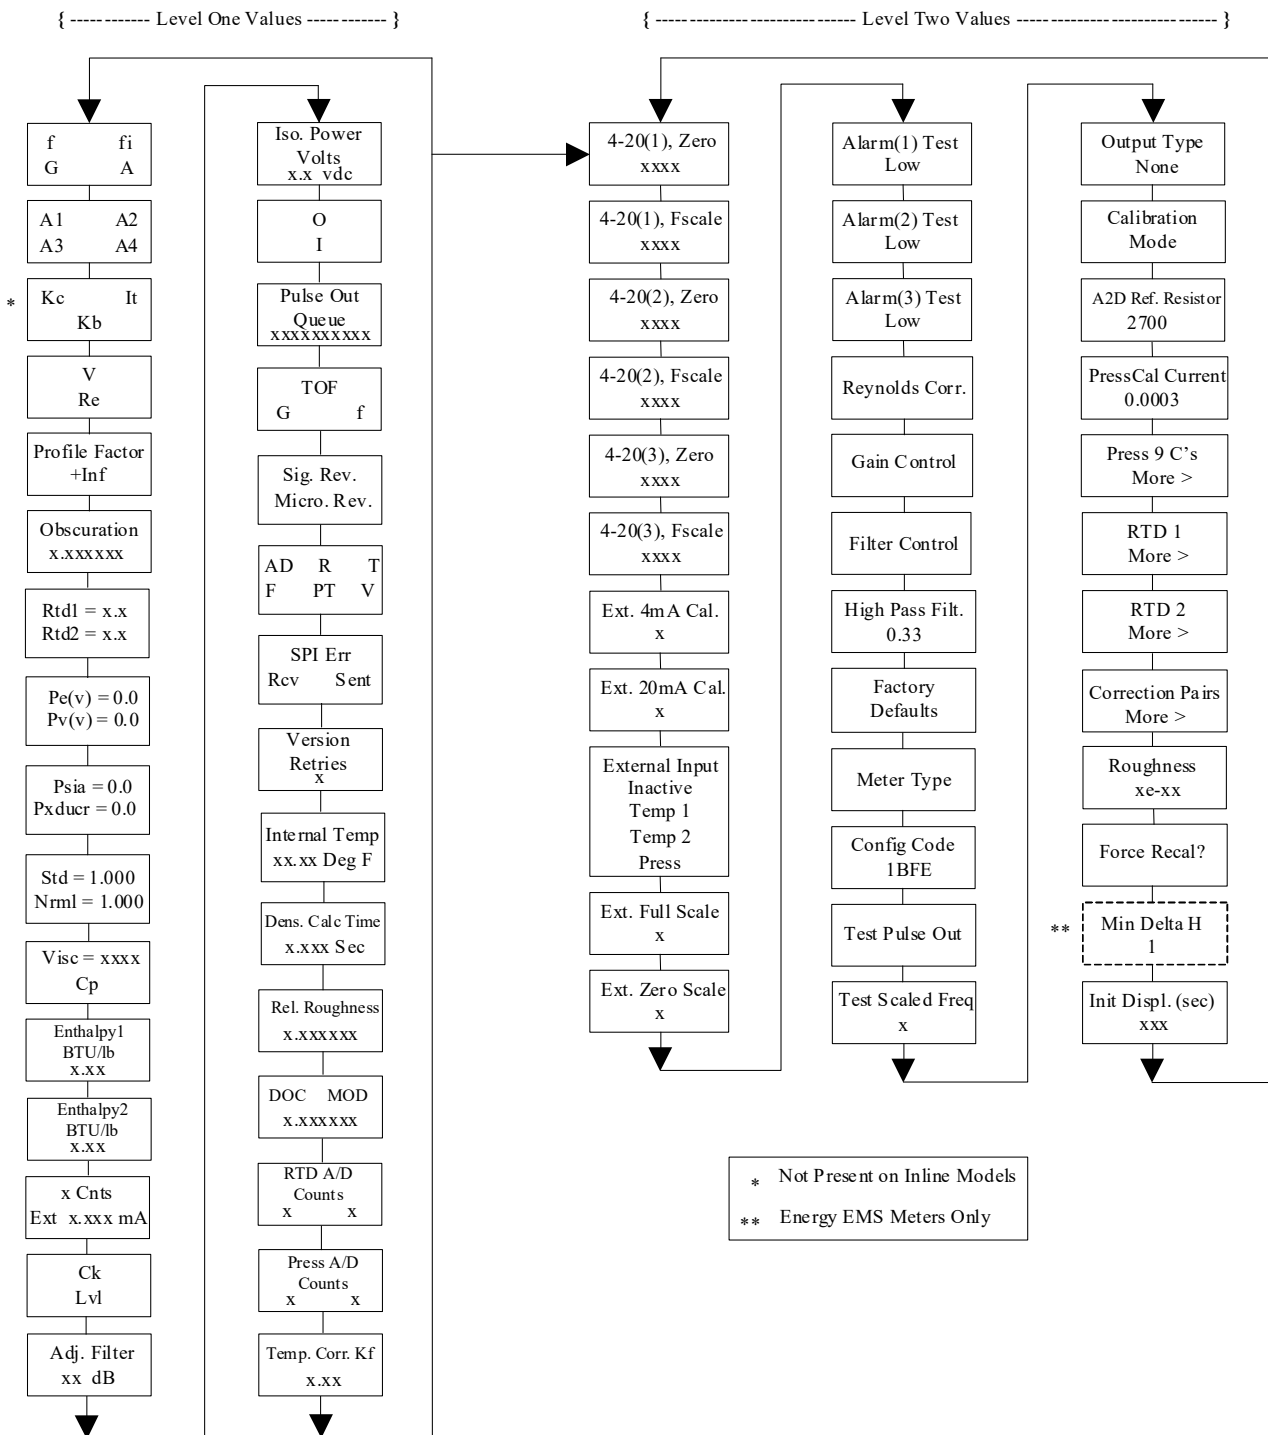 { ------------ Level One Values ------------ }
{ ------------------------------ Level Two Values ------------------------------ }
f fi
G A
A1 A2
A3 A4
*
Kc It
Kb
V
Re
Profile Factor
+Inf
Obscuration
x.xxxxxx
Rtd1 = x.x
Rtd2 = x.x
Pe(v) = 0.0
Pv(v) = 0.0
Psia = 0.0
Pxducr = 0.0
Std = 1.000
Nrml = 1.000
Visc = xxxx
Cp
Enthalpy1
BTU/lb
x.xx
Enthalpy2
BTU/lb
x.xx
x Cnts
Ext x.xxx mA
Ck
Lvl
Adj. Filter
xx dB
Iso. Power
Volts
x.x vdc
O
I
Pulse Out
Queue
xxxxxxxxxx
TOF
G f
Sig. Rev.
Micro. Rev.
AD R T
F PT V
SPI Err
Rcv Sent
Version
Retries
x
Internal Temp
xx.xx Deg F
Dens. Calc Time
x.xxx Sec
Rel. Roughness
x.xxxxxx
DOC MOD
x.xxxxxx
RTD A/D
Counts
x x
Press A/D
Counts
x x
Temp. Corr. Kf
x.xx
4-20(1), Zero
xxxx
4-20(1), Fscale
xxxx
4-20(2), Zero
xxxx
4-20(2), Fscale
xxxx
4-20(3), Zero
xxxx
4-20(3), Fscale
xxxx
Ext. 4mA Cal.
x
Ext. 20mA Cal.
x
External Input
Inactive
Temp 1
Temp 2
Press
Ext. Full Scale
x
Ext. Zero Scale
x
Alarm(1) Test
Low
Alarm(2) Test
Low
Alarm(3) Test
Low
Reynolds Corr.
Gain Control
Filter Control
High Pass Filt.
0.33
Factory
Defaults
Meter Type
Config Code
1BFE
Test Pulse Out
Test Scaled Freq
x
Output Type
None
Calibration
Mode
A2D Ref. Resistor
2700
PressCal Current
0.0003
Press 9 C's
More >
RTD 1
More >
RTD 2
More >
Correction Pairs
More >
Roughness
xe-xx
Force Recal?
**
Min Delta H
1
Init Displ. (sec)
xxx
* Not Present on Inline Models
** Energy EMS Meters Only